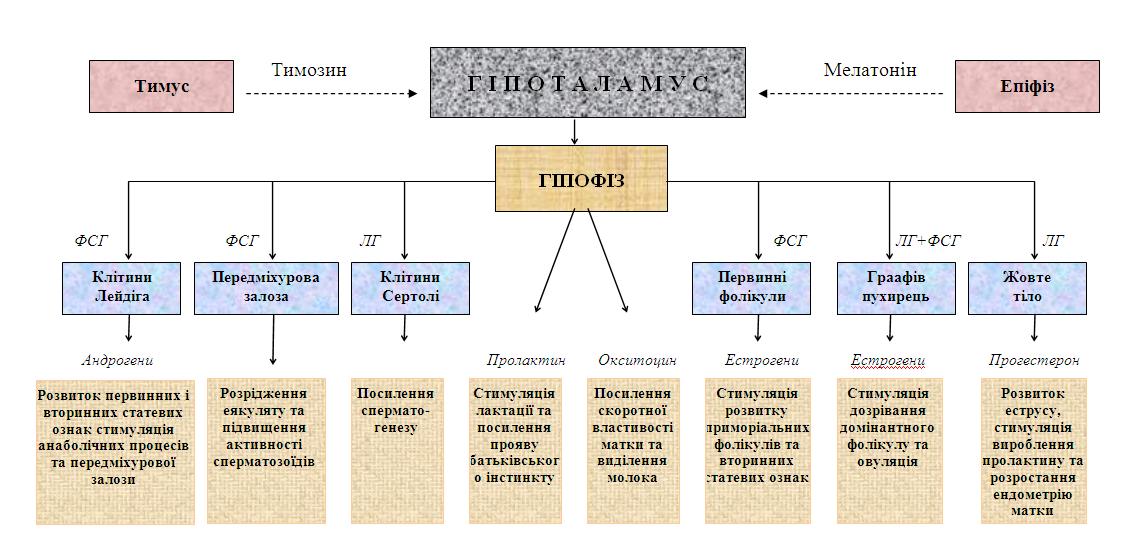 Тимус
Тимозин
Г І П О Т А Л А М У С
Мелатонін
Епіфіз
ГІПОФІЗ
ФСГ
ФСГ
ЛГ
ФСГ
ЛГ+ФСГ
ЛГ
Клітини
Лейдіга
Передміхурова
залоза
Клітини
Сертолі
Первинні
фолікули
Граафів
пухирець
Жовте
тіло
Андрогени
Пролактин
Окситоцин
Естрогени
Естрогени
Прогестерон
Розвиток первинних і
вторинних статевих
ознак стимуляція
анаболічних процесів
та передміхурової
залози
Розрідження
еякуляту та
підвищення
активності
сперматозоїдів
Посилення
спермато-
генезу
Стимуляція
лактації та
посилення
прояву
батьківськог
о інстинкту
Посилення
скоротної
властивості
матки та
виділення
молока
Стимуляція
розвитку
приморіальних
фолікулів та
вторинних
статевих ознак
Стимуляція
дозрівання
домінантного
фолікулу та
овуляція
Розвиток
еструсу,
стимуляція
вироблення
пролактину та
розростання
ендометрію
матки